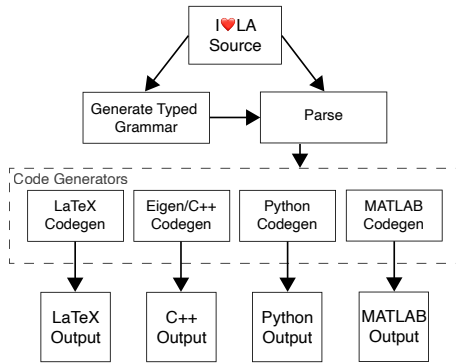 I❤️LA
Source
Generate Typed
Grammar
Parse
Code Generators
LaTeX
Codegen
Eigen/C++
Codegen
Python
Codegen
MATLAB
Codegen
LaTeX
Output
C++
Output
Python
Output
MATLAB
Output